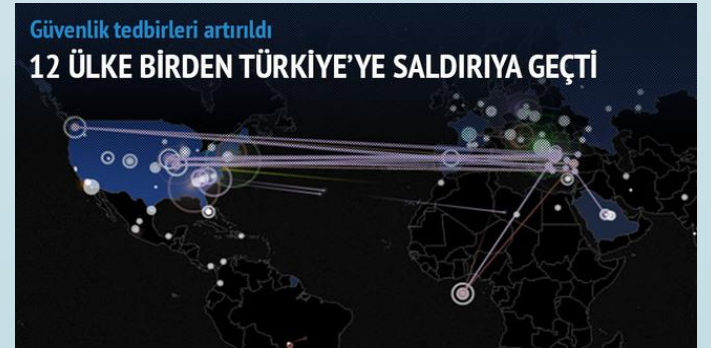 Güvenlik tedbirleri artırıldı
12 ÜLKE BİRDEN TÜRKİYE’YE SALDIRIYA GEÇTİ